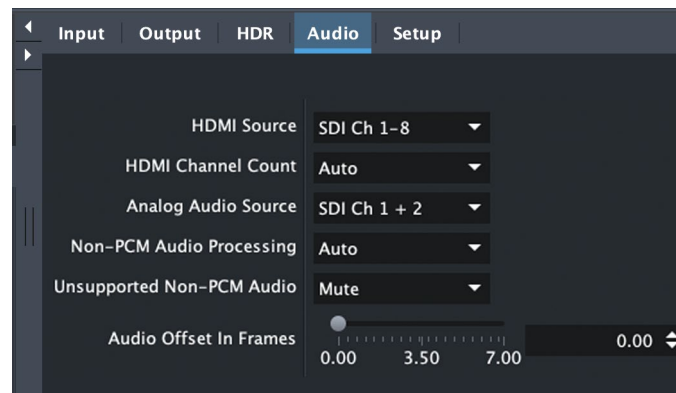 Input Output HDR Audio Setup
HDMI Source SDI Ch 1-8
HDMI Channel Count Auto
Analog Audio Source SDI Ch 1 + 2
Non-PCM Audio Processing Auto
Unsupported Non-PCM Audio Mute
Audio Offset In Frames 0.00
0.00 3.50 7.00